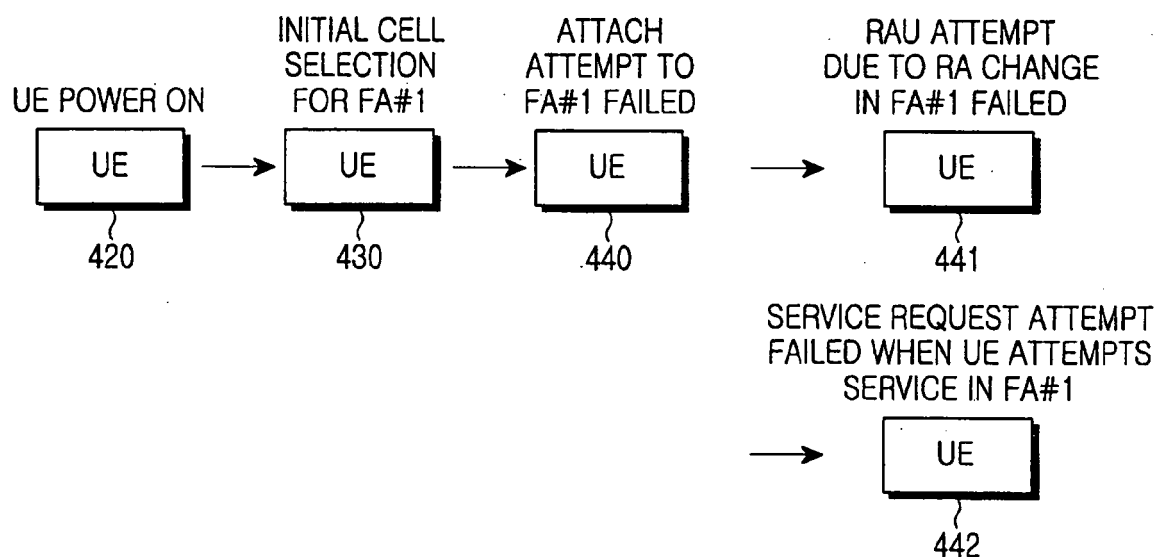 UE POWER ON
UE
420
INITIAL CELL
SELECTION
FOR FA#1
UE
430
ATTACH
ATTEMPT TO
FA#1 FAILED
UE
440
RAU ATTEMPT
DUE TO RA CHANGE
IN FA#1 FAILED
UE
441
SERVICE REQUEST ATTEMPT
FAILED WHEN UE ATTEMPTS
SERVICE IN FA#1
UE
442